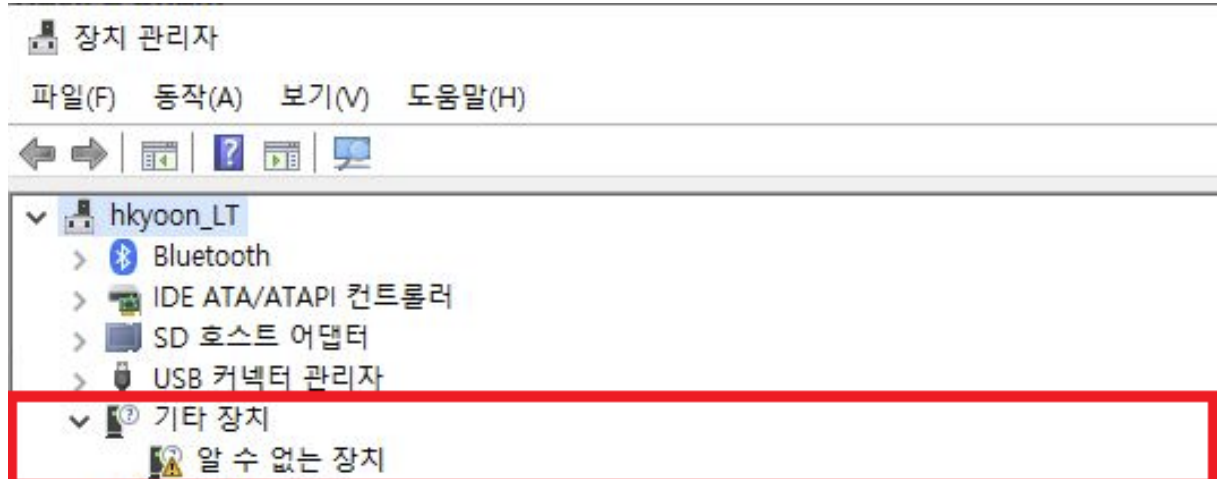 장치 관리자
파일(F) 동작(A) 보기(V) 도움말(H)
hkyoon_LT
Bluetooth
IDE ATA/ATAPI 컨트롤러
SD 호스트 어댑터
USB 커넥터 관리자
기타 장치
알 수 없는 장치